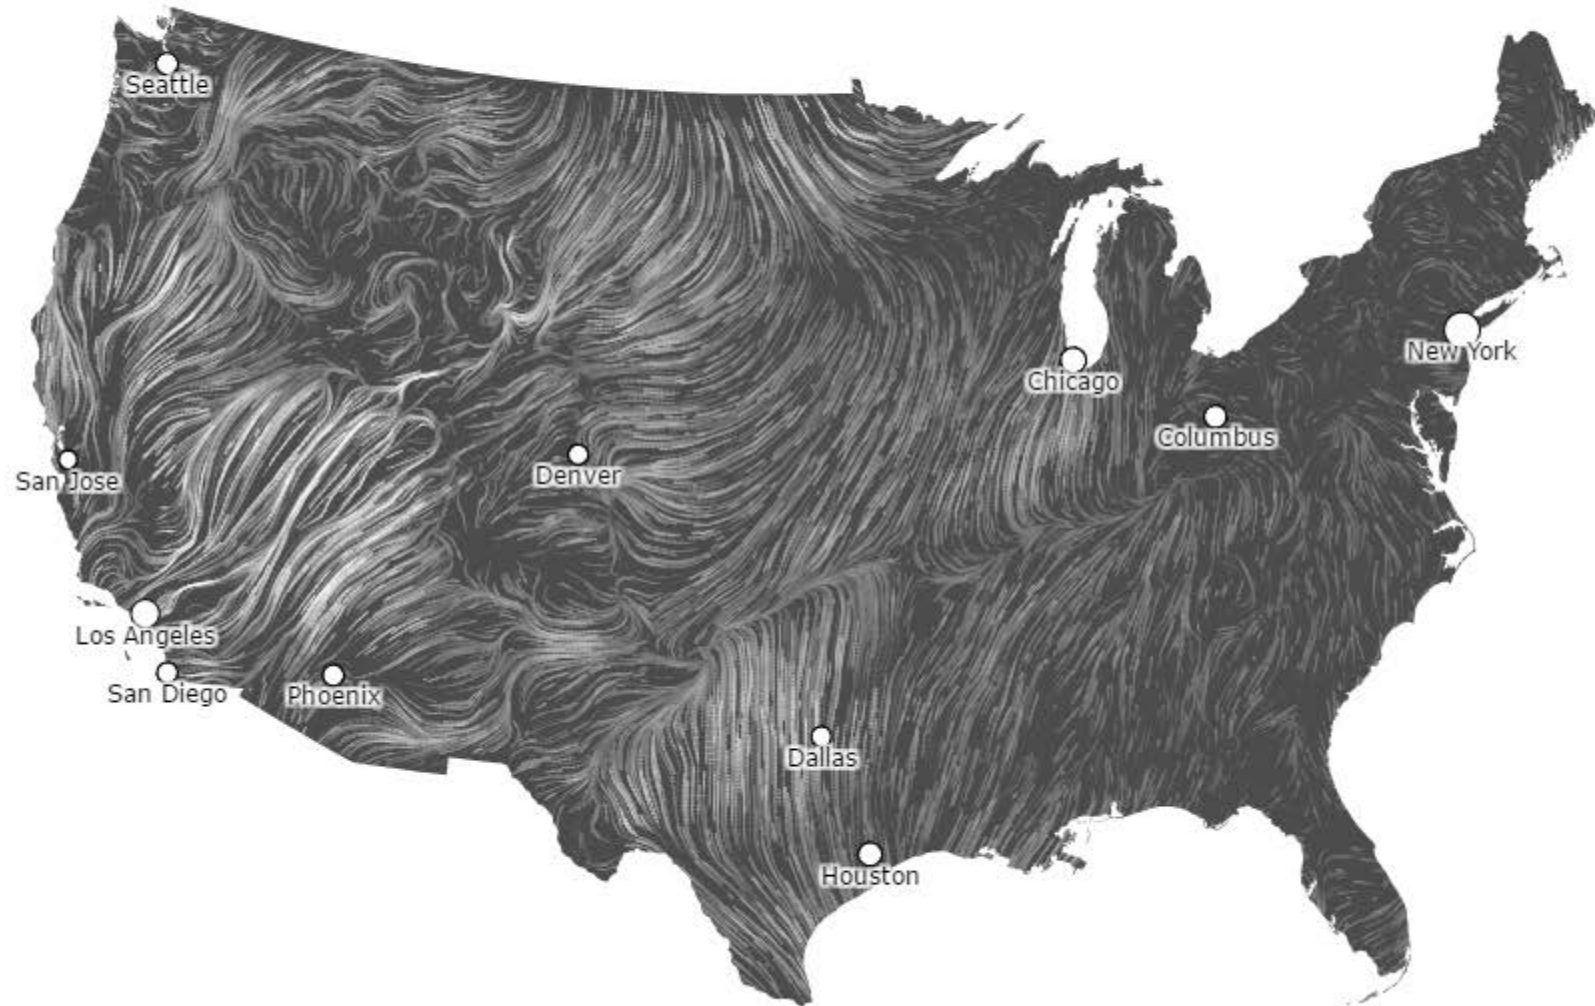 Seattle
New York
Chicago
Columbus
San Jose
Denver
Los Angeles
San Diego
Phoenix
Dallas
Houston